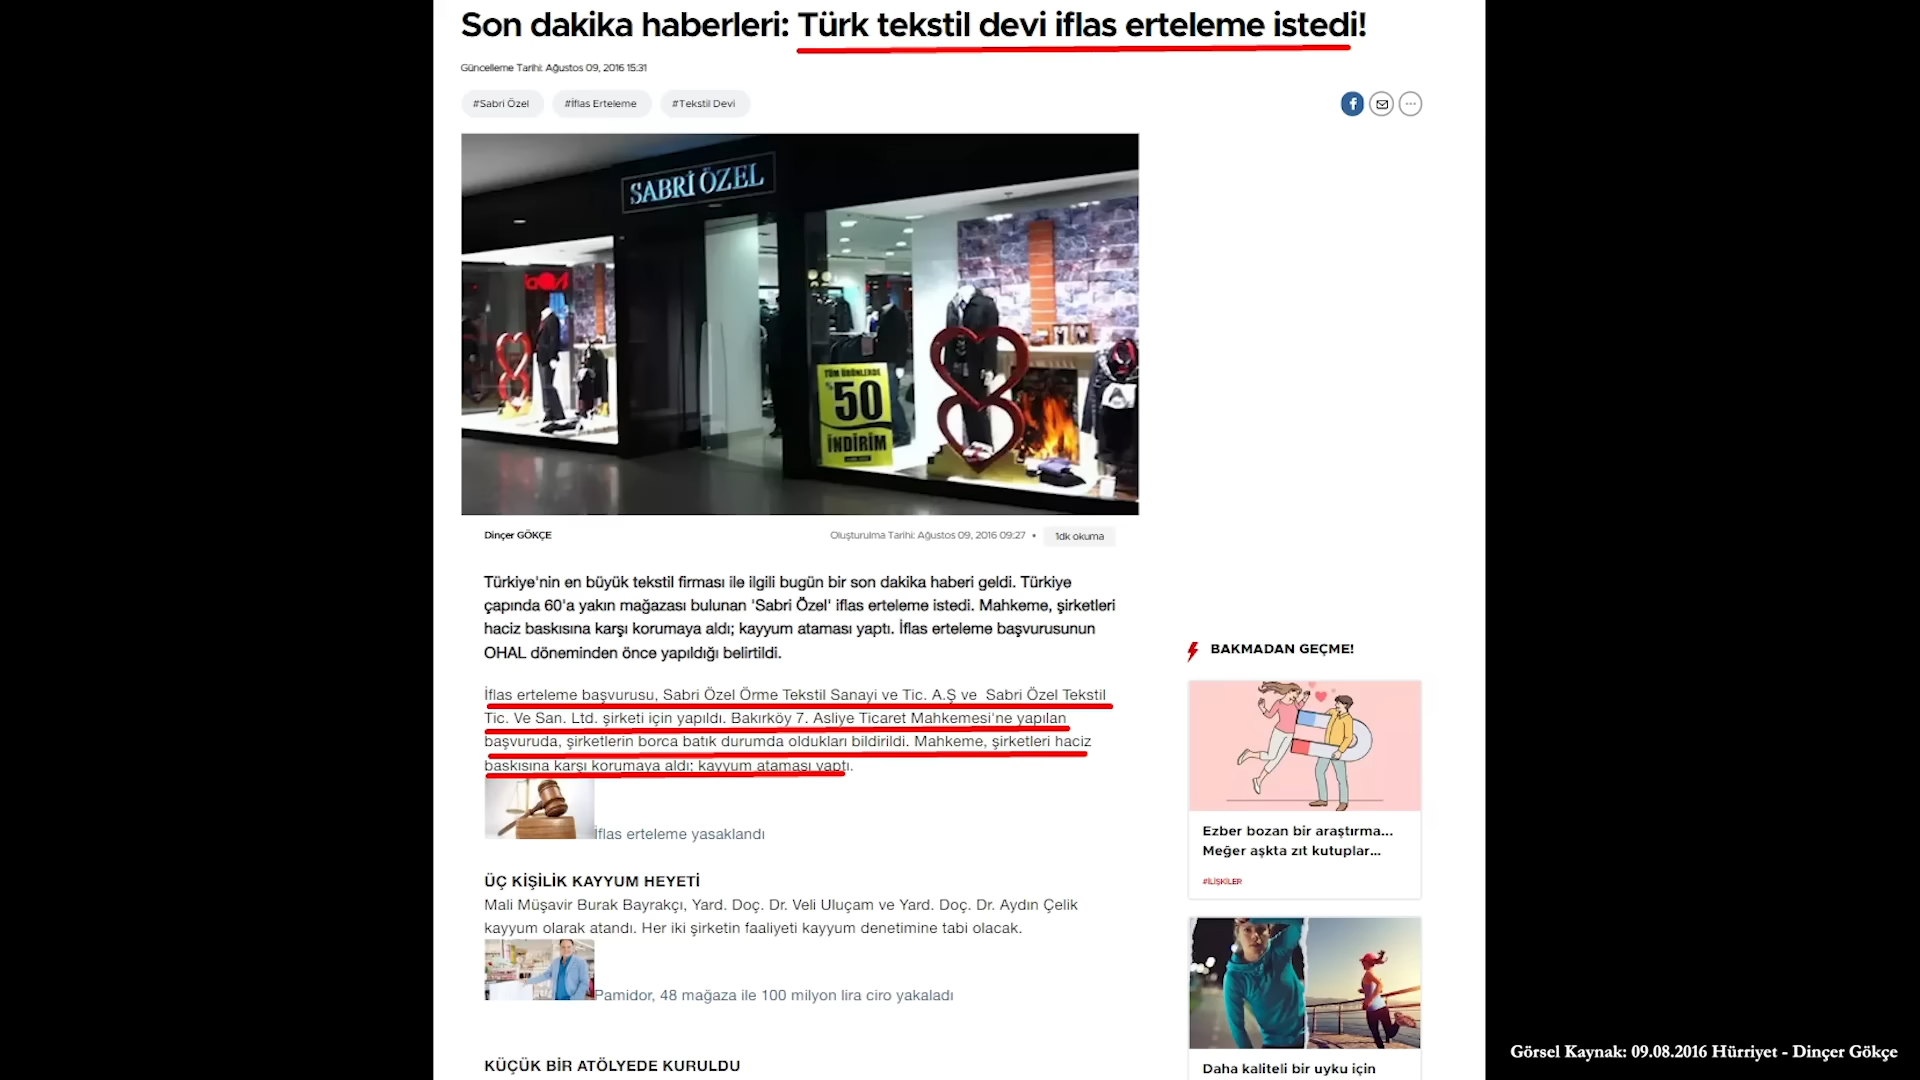 Son dakika haberleri: Türk tekstil devi iflas erteleme istedi!
Güncelleme Tarihi: Ağustos 09, 2016 15:31
#Sabri Özel
#İflas Erteleme
#Tekstil Devi
SABRİ ÖZEL
TÜM ÜRÜNLERDE
%50
İNDİRİM
Dinçer GÖKÇE
Oluşturulma Tarihi: Ağustos 09, 2016 09:27 • 1dk okuma
Türkiye'nin en büyük tekstil firması ile ilgili bugün bir son dakika haberi geldi. Türkiye
çapında 60'a yakın mağazası bulunan 'Sabri Özel' iflas erteleme istedi. Mahkeme, şirketleri
haciz baskısına karşı korumaya aldı; kayyum ataması yaptı. İflas erteleme başvurusunun
OHAL döneminden önce yapıldığı belirtildi.
İflas erteleme başvurusu, Sabri Özel Örme Tekstil Sanayi ve Tic. A.Ş ve Sabri Özel Tekstil
Tic. Ve San. Ltd. şirketi için yapıldı. Bakırköy 7. Asliye Ticaret Mahkemesi'ne yapılan
başvuruda, şirketlerin borca batık durumda oldukları bildirildi. Mahkeme, şirketleri haciz
baskısına karşı korumaya aldı; kayyum ataması yaptı.
İflas erteleme yasaklandı
ÜÇ KİŞİLİK KAYYUM HEYETİ
Mali Müşavir Burak Bayrakçı, Yard. Doç. Dr. Veli Uluçam ve Yard. Doç. Dr. Aydın Çelik
kayyum olarak atandı. Her iki şirketin faaliyeti kayyum denetimine tabi olacak.
Pamidor, 48 mağaza ile 100 milyon lira ciro yakaladı
KÜÇÜK BİR ATÖLYEDE KURULDU
BAKMADAN GEÇME!
Ezber bozan bir araştırma...
Meğer aşkta zıt kutuplar...
#İLİŞKİLER
Daha kaliteli bir uyku için
Görsel Kaynak: 09.08.2016 Hürriyet - Dinçer Gökçe